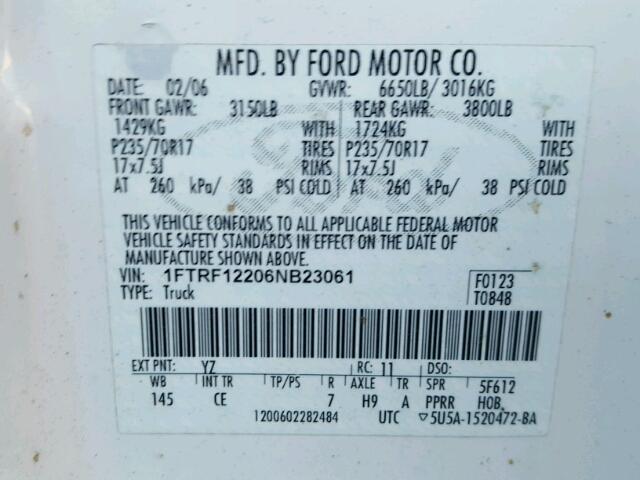 MFD. BY FORD MOTOR CO.
DATE: 02/06 GVWR: 6650LB/ 3016KG
FRONT GAWR: 3150LB REAR GAWR: 3800LB
1429KG WITH 1724KG WITH
P235/70R17 TIRES P235/70R17 TIRES
17x7.5J RIMS 17x7.5J RIMS
AT 260 kPa/ 38 PSI COLD AT 260 kPa/ 38 PSI COLD
Ford
THIS VEHICLE CONFORMS TO ALL APPLICABLE FEDERAL MOTOR
VEHICLE SAFETY STANDARDS IN EFFECT ON THE DATE OF
MANUFACTURE SHOWN ABOVE.
VIN: 1FTRF12206NB23061 F0123
TYPE: Truck T0848
EXT PNT: YZ RC: 11 DSO:
WB INT TR TP/PS R AXLE TR SPR 5F612
145 CE 7 H9 A PPRR HOB.
1200602282484 UTC ▽5U5A-1520472-BA